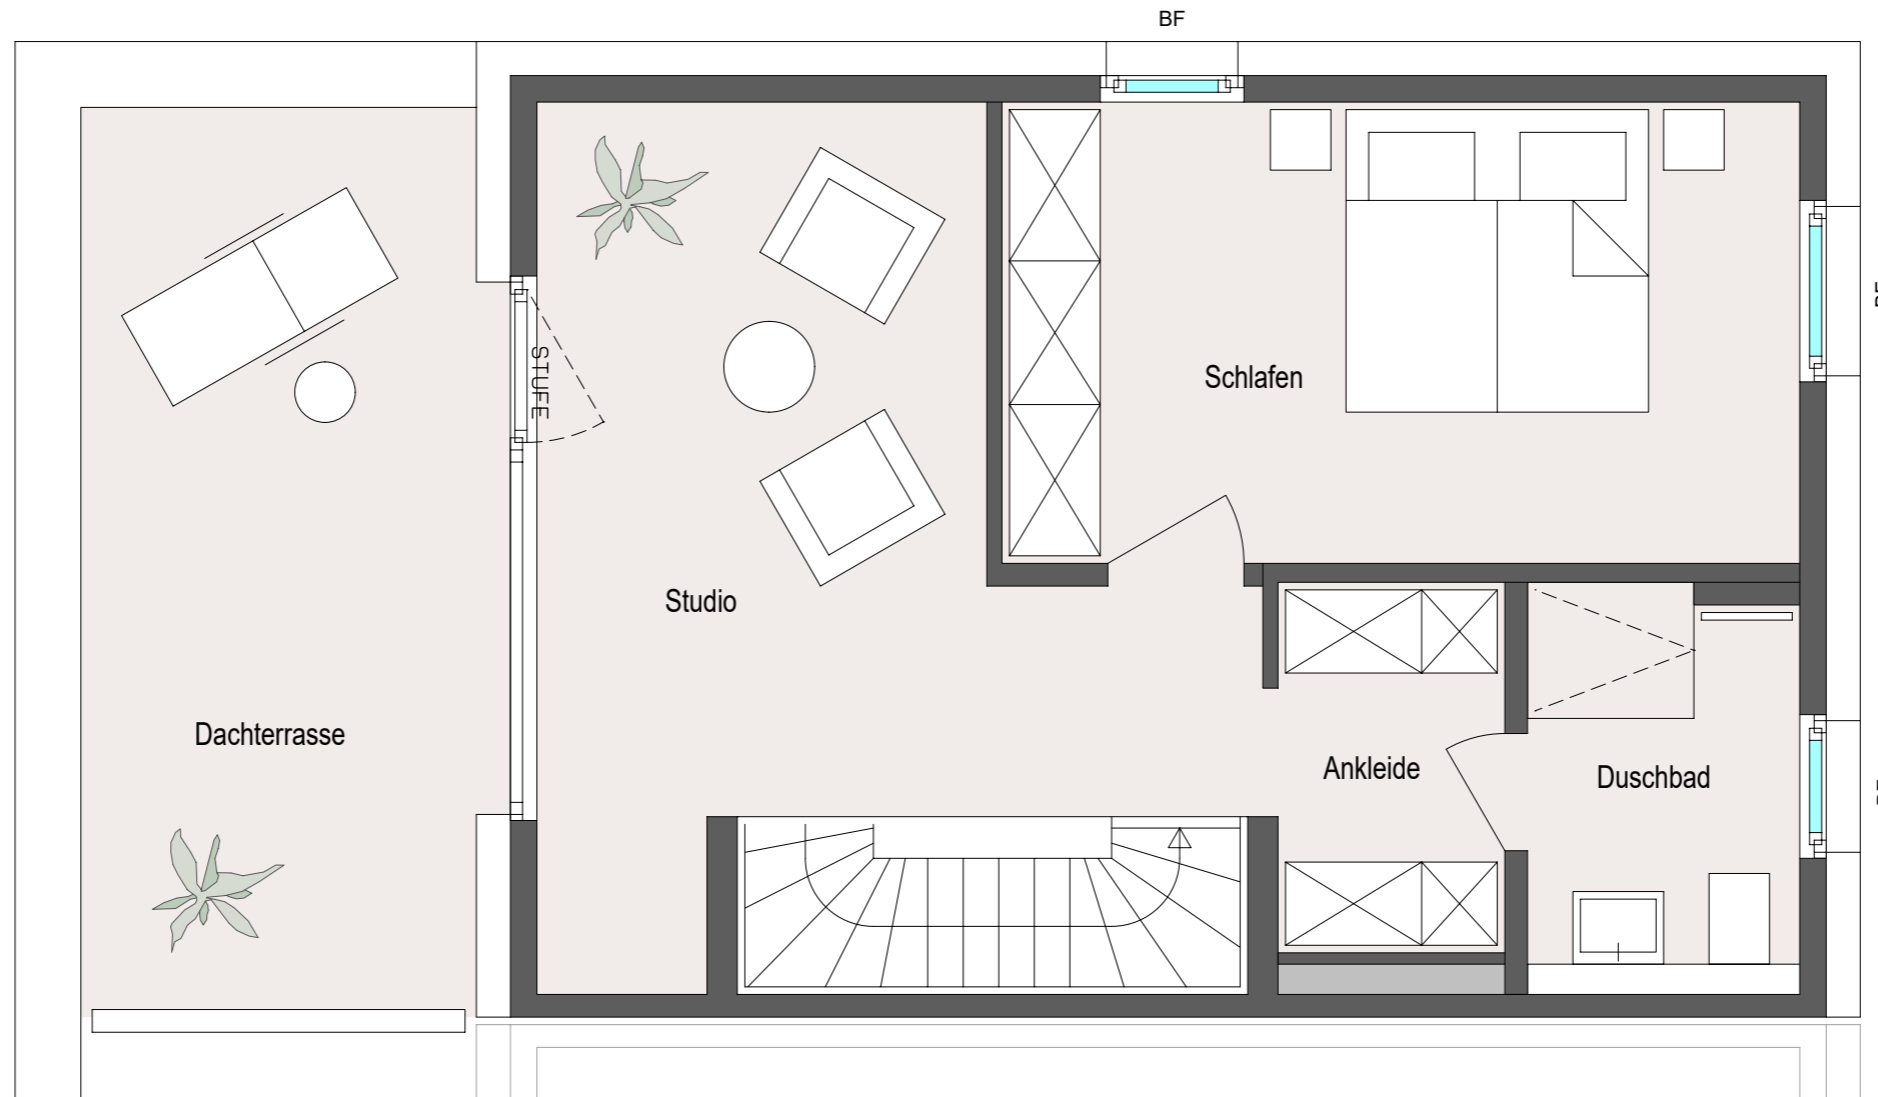 BF
STUFE
Schlafen
Studio
Dachterrasse
Ankleide
Duschbad